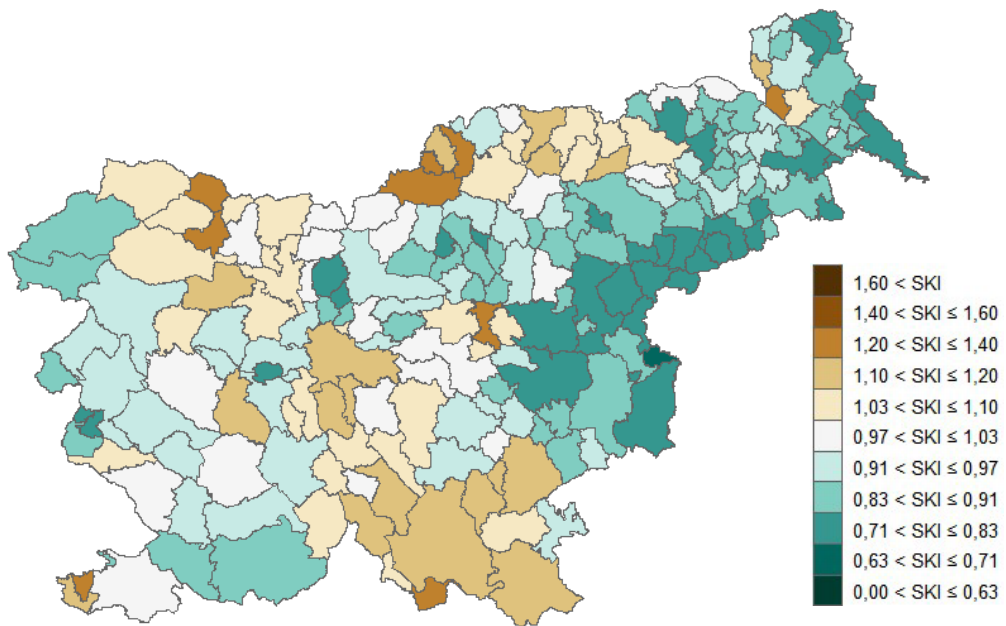 1,60 < SKI
1,40 < SKI ≤ 1,60
1,20 < SKI ≤ 1,40
1,10 < SKI ≤ 1,20
1,03 < SKI ≤ 1,10
0,97 < SKI ≤ 1,03
0,91 < SKI ≤ 0,97
0,83 < SKI ≤ 0,91
0,71 < SKI ≤ 0,83
0,63 < SKI ≤ 0,71
0,00 < SKI ≤ 0,63